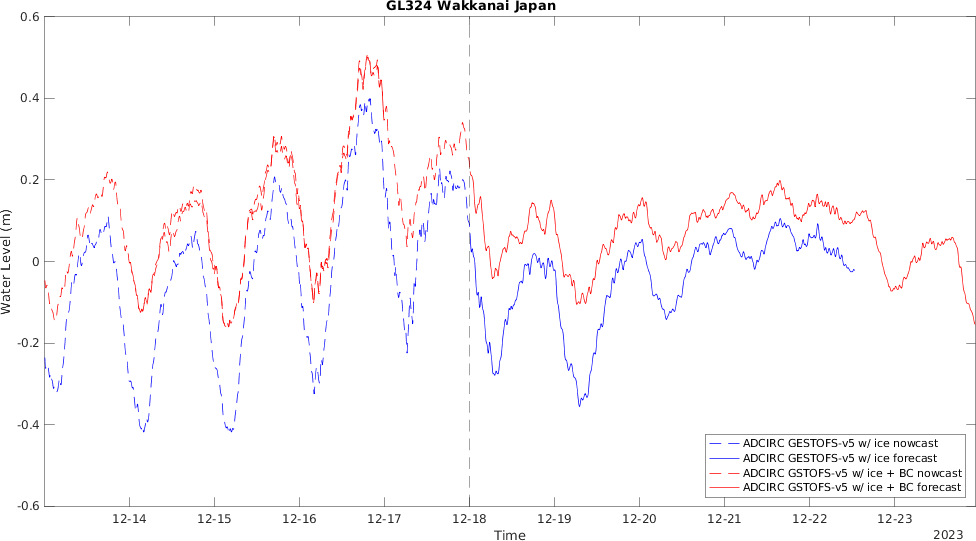 GL324 Wakkanai Japan
0.6
0.4
0.2
0
-0.2
-0.4
-0.6
Water Level (m)
12-14 12-15 12-16 12-17 12-18 12-19 12-20 12-21 12-22 12-23
Time
2023
ADCIRC GESTOFS-v5 w/ ice nowcast
ADCIRC GESTOFS-v5 w/ ice forecast
ADCIRC GSTOFS-v5 w/ ice + BC nowcast
ADCIRC GSTOFS-v5 w/ ice + BC forecast